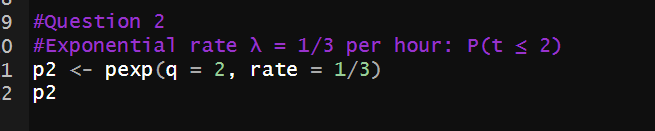 9 #Question 2
0 #Exponential rate λ = 1/3 per hour: P(t ≤ 2)
1 p2 <- pexp(q = 2, rate = 1/3)
2 p2